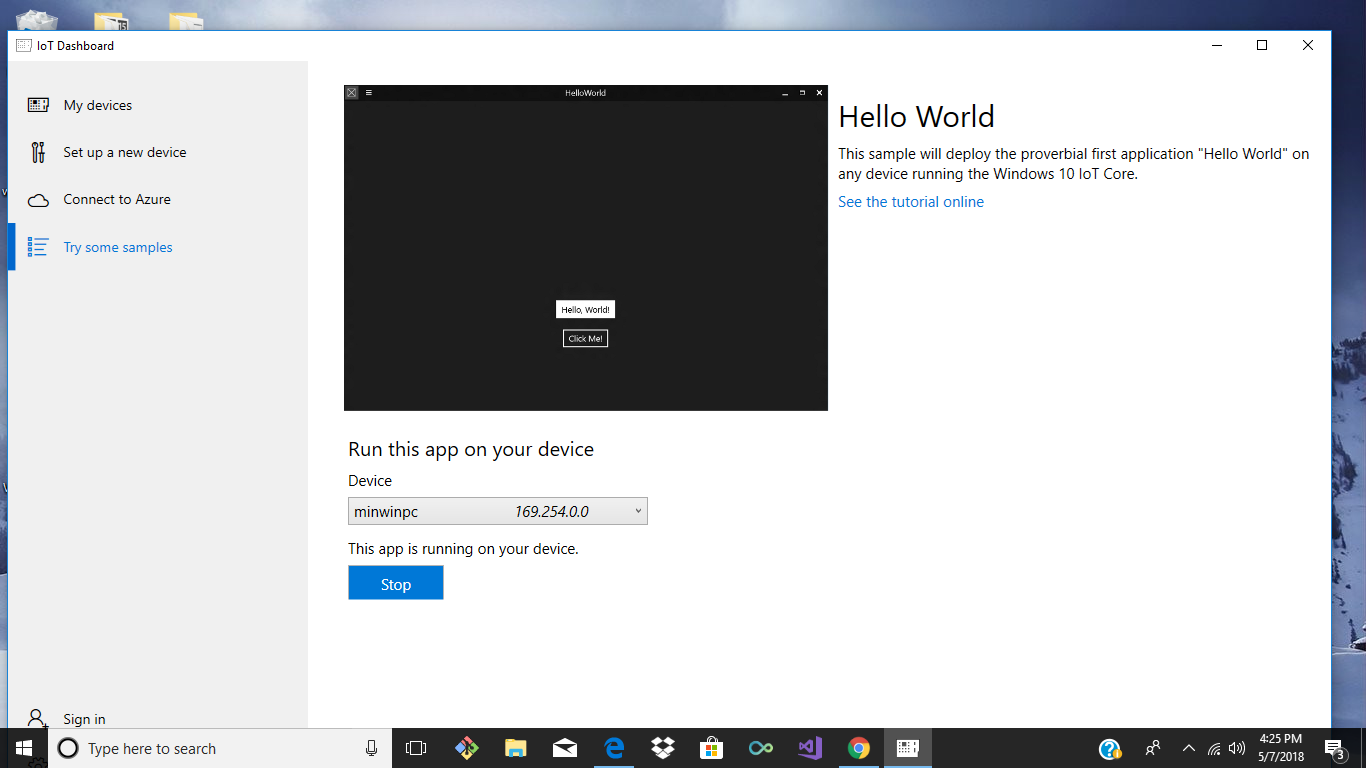 IoT Dashboard
My devices
Set up a new device
Connect to Azure
Try some samples
Sign in
HelloWorld
Hello, World!
Click Me!
Hello World
This sample will deploy the proverbial first application "Hello World" on
any device running the Windows 10 IoT Core.
See the tutorial online
Run this app on your device
Device
minwinpc 169.254.0.0
This app is running on your device.
Stop
Type here to search
4:25 PM
5/7/2018
3